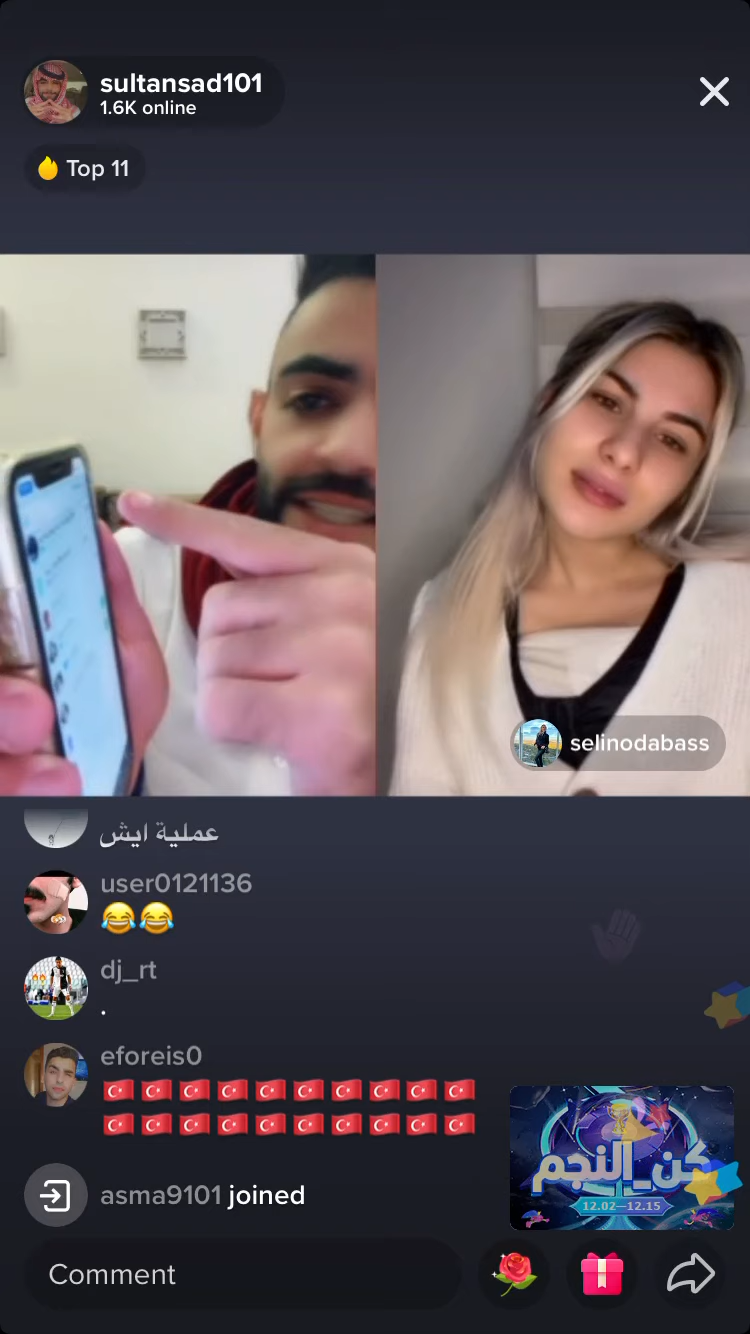 sultansad101
1.6K online
Top 11
selinodabass
عملية ايش
user0121136
😂😂
dj_rt
.
eforeis0
🇹🇷🇹🇷🇹🇷🇹🇷🇹🇷🇹🇷🇹🇷🇹🇷🇹🇷🇹🇷
🇹🇷🇹🇷🇹🇷🇹🇷🇹🇷🇹🇷🇹🇷🇹🇷🇹🇷🇹🇷
كن_النجم
12.02—12.15
asma9101 joined
Comment